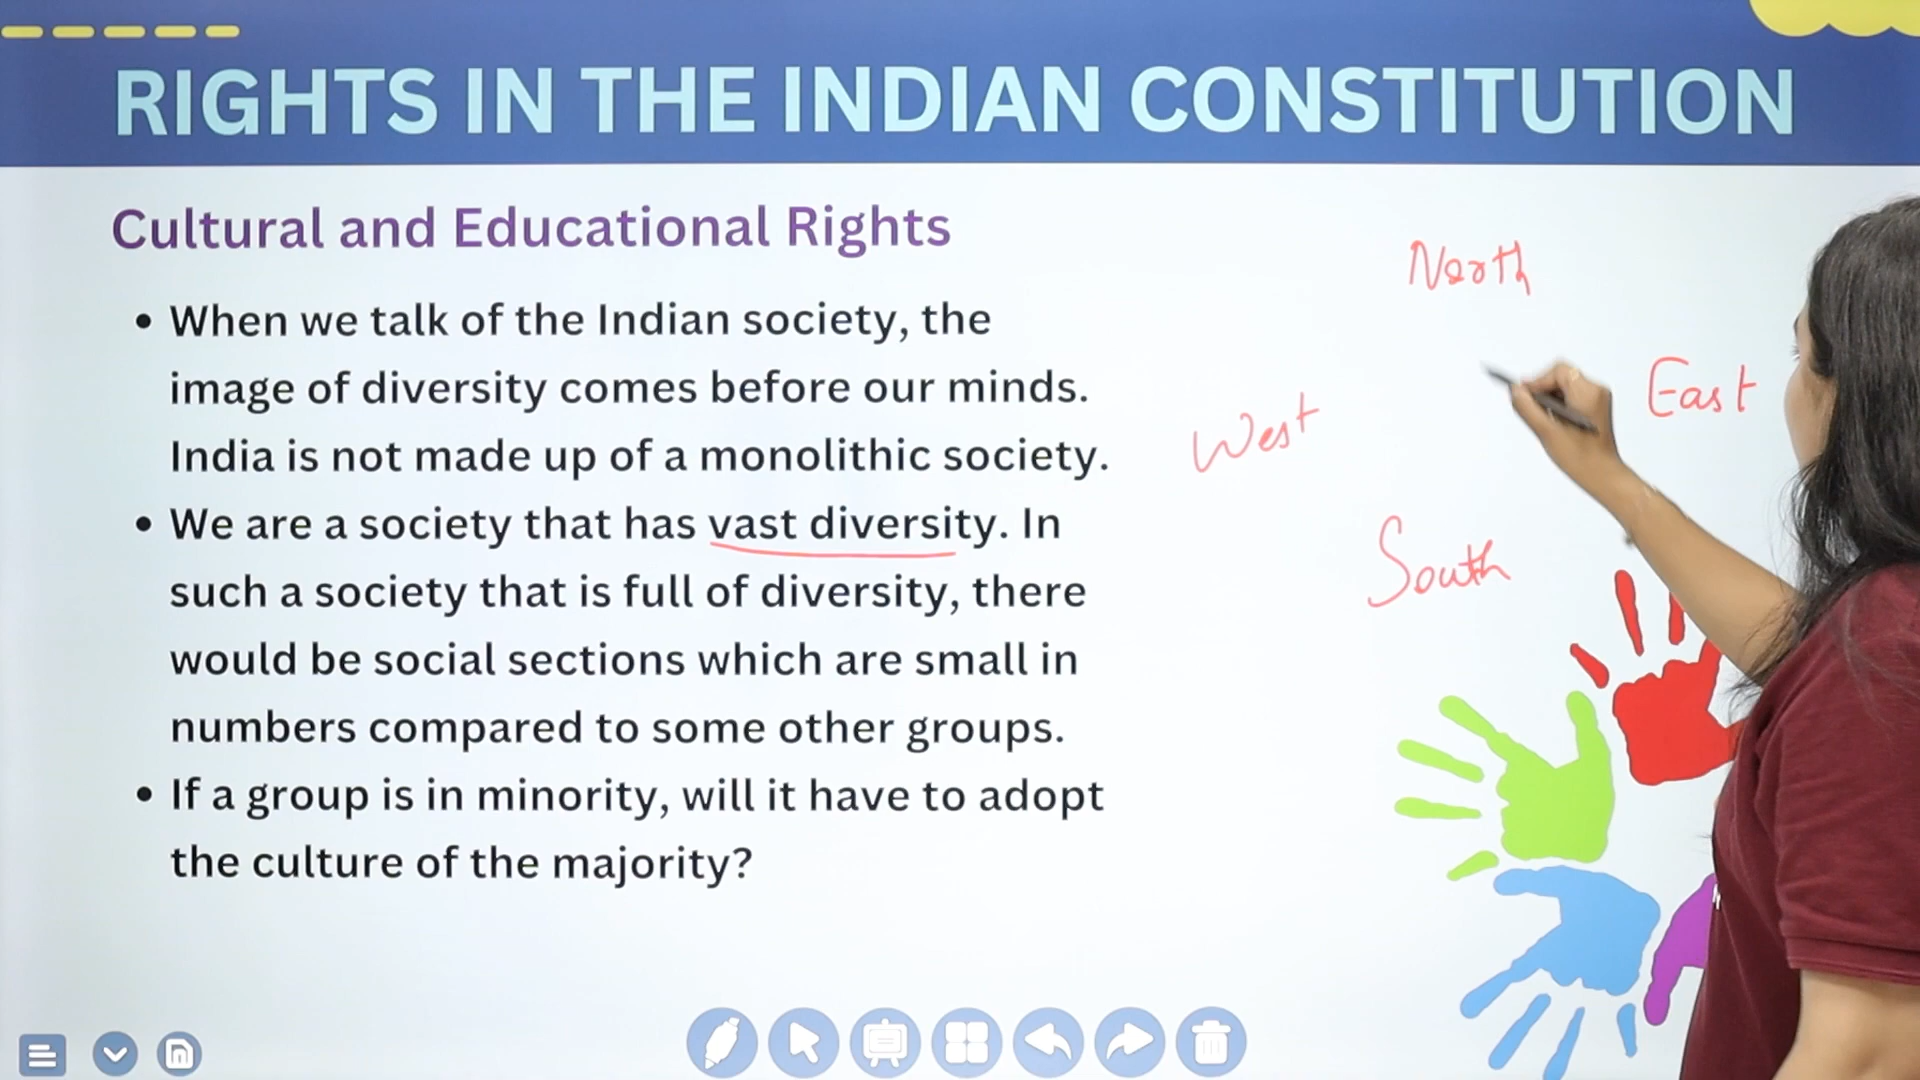 RIGHTS IN THE INDIAN CONSTITUTION
Cultural and Educational Rights
• When we talk of the Indian society, the
image of diversity comes before our minds.
India is not made up of a monolithic society.
• We are a society that has vast diversity. In
such a society that is full of diversity, there
would be social sections which are small in
numbers compared to some other groups.
• If a group is in minority, will it have to adopt
the culture of the majority?
North
East
West
South